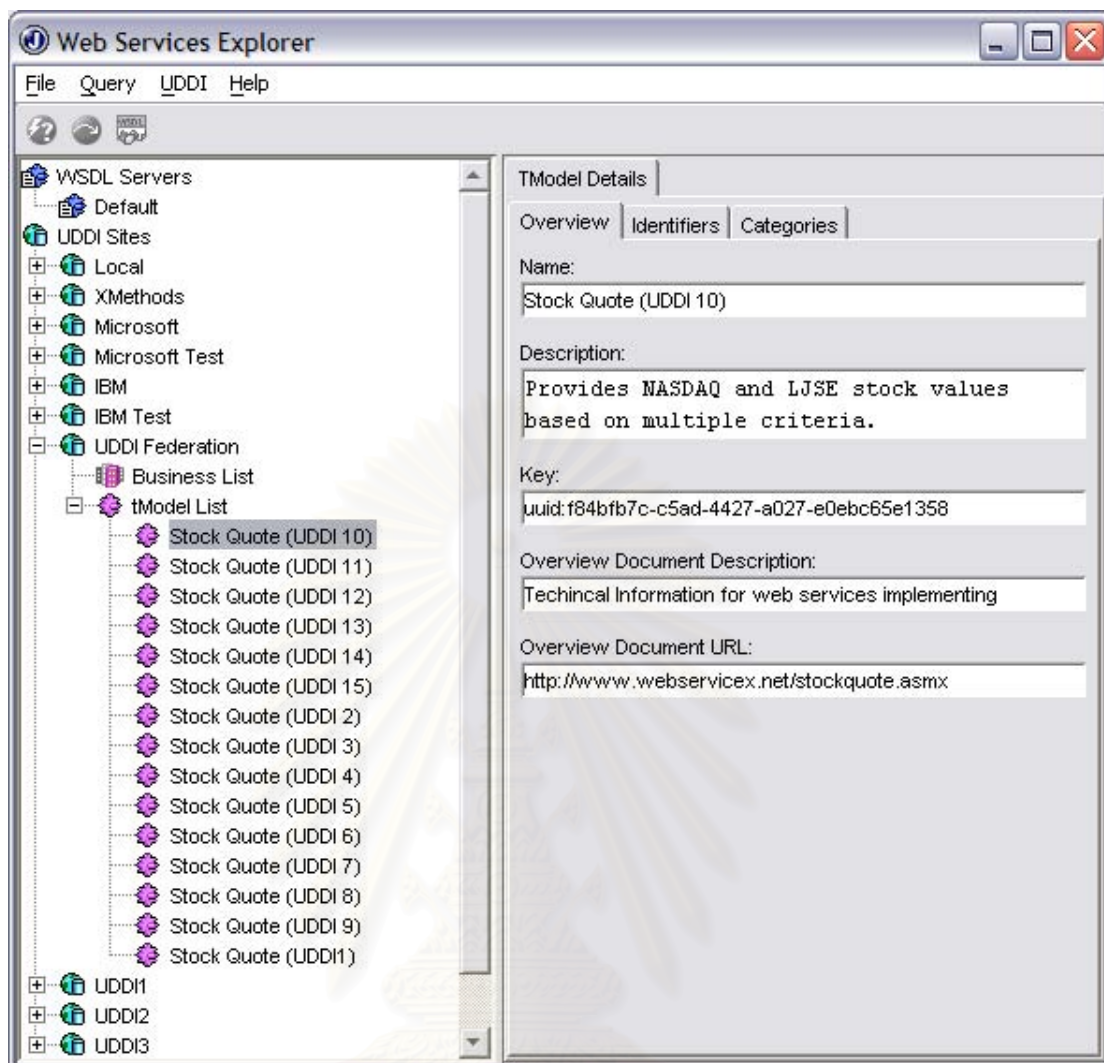 Web Services Explorer
File Query UDDI Help
WSDL
WSDL Servers
Default
UDDI Sites
Local
XMethods
Microsoft
Microsoft Test
IBM
IBM Test
UDDI Federation
Business List
tModel List
Stock Quote (UDDI 10)
Stock Quote (UDDI 11)
Stock Quote (UDDI 12)
Stock Quote (UDDI 13)
Stock Quote (UDDI 14)
Stock Quote (UDDI 15)
Stock Quote (UDDI 2)
Stock Quote (UDDI 3)
Stock Quote (UDDI 4)
Stock Quote (UDDI 5)
Stock Quote (UDDI 6)
Stock Quote (UDDI 7)
Stock Quote (UDDI 8)
Stock Quote (UDDI 9)
Stock Quote (UDDI1)
UDDI1
UDDI2
UDDI3
TModel Details
Overview Identifiers Categories
Name:
Stock Quote (UDDI 10)
Description:
Provides NASDAQ and LJSE stock values
based on multiple criteria.
Key:
uuid:f84bfb7c-c5ad-4427-a027-e0ebc65e1358
Overview Document Description:
Techincal Information for web services implementing
Overview Document URL:
http://www.webservicex.net/stockquote.asmx